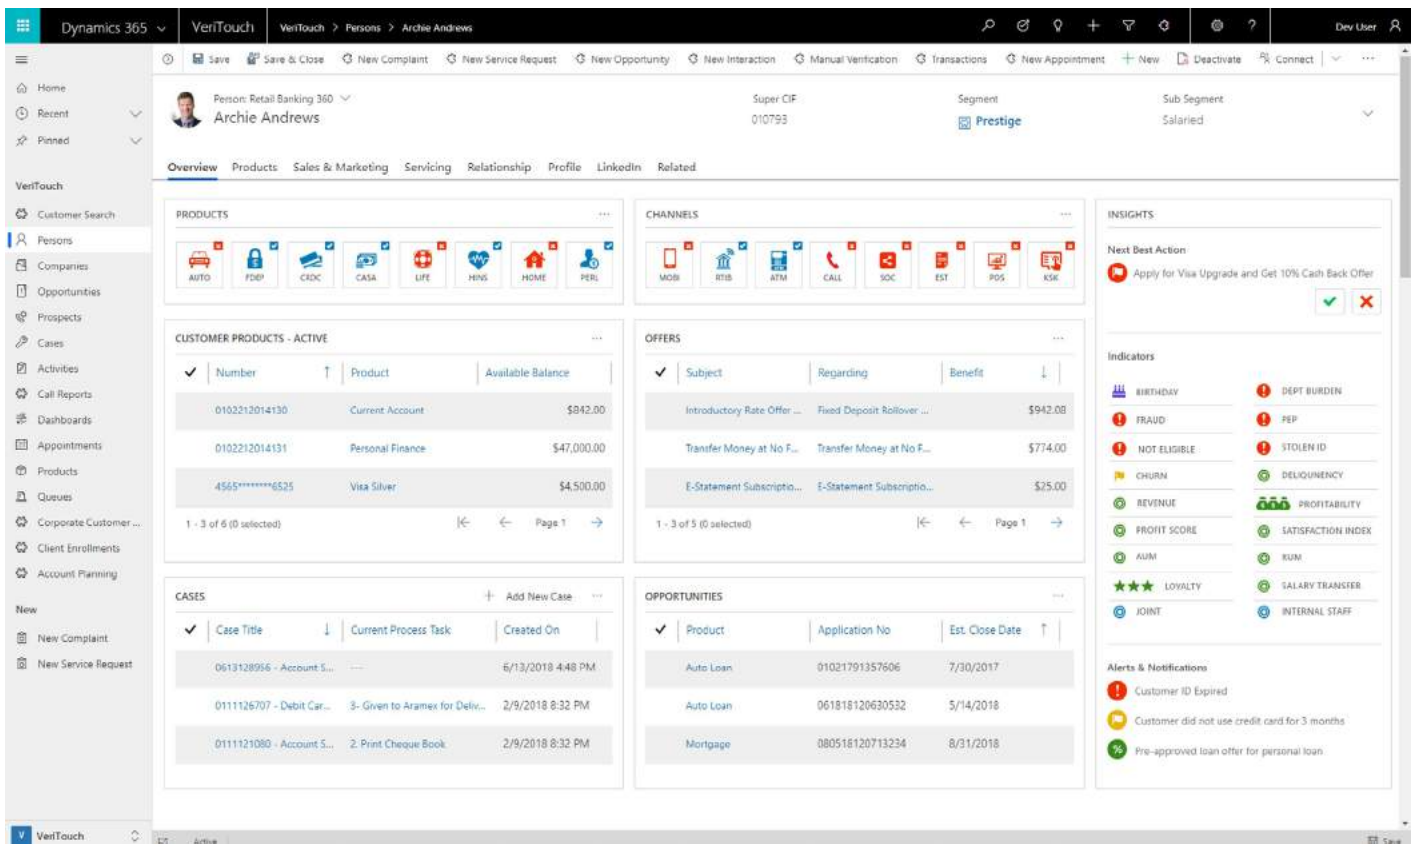 Dynamics 365 VeriTouch VeriTouch > Persons > Archie Andrews ? Dev User
Save Save & Close New Complaint New Service Request New Opportunity New Interaction Manual Verification Transactions New Appointment New Deactivate Connect ...
Home
Recent
Pinned
VeriTouch
Customer Search
Persons
Companies
Opportunities
Prospects
Cases
Activities
Call Reports
Dashboards
Appointments
Products
Queues
Corporate Customer ...
Client Enrollments
Account Planning
New
New Complaint
New Service Request
V VeriTouch
Person: Retail Banking 360
Archie Andrews
Super CIF
010793
Segment
Prestige
Sub Segment
Salaried
Overview Products Sales & Marketing Servicing Relationship Profile LinkedIn Related
PRODUCTS ...
AUTO FDEP CRDC CASA LIFE HINS HOME PERL
CHANNELS ...
MOBI RTIB ATM CALL SOC EST POS KSK
CUSTOMER PRODUCTS - ACTIVE ...
Number Product Available Balance
0102212014130 Current Account $842.00
0102212014131 Personal Finance $47,000.00
4565********6525 Visa Silver $4,500.00
1 - 3 of 6 (0 selected) Page 1
OFFERS ...
Subject Regarding Benefit
Introductory Rate Offer ... Fixed Deposit Rollover ... $942.08
Transfer Money at No F... Transfer Money at No F... $774.00
E-Statement Subscriptio... E-Statement Subscriptio... $25.00
1 - 3 of 5 (0 selected) Page 1
CASES Add New Case ...
Case Title Current Process Task Created On
0613128956 - Account S... --- 6/13/2018 4:48 PM
0111126707 - Debit Car... 3- Given to Aramex for Deliv... 2/9/2018 8:32 PM
0111121080 - Account S... 2. Print Cheque Book 2/9/2018 8:32 PM
OPPORTUNITIES ...
Product Application No Est. Close Date
Auto Loan 01021791357606 7/30/2017
Auto Loan 061818120630532 5/14/2018
Mortgage 080518120713234 8/31/2018
INSIGHTS
Next Best Action
Apply for Visa Upgrade and Get 10% Cash Back Offer
Indicators
BIRTHDAY DEPT BURDEN
FRAUD PEP
NOT ELIGIBLE STOLEN ID
CHURN DELIQUNENCY
REVENUE PROFITABILITY
PROFIT SCORE SATISFACTION INDEX
AUM KUM
LOYALTY SALARY TRANSFER
JOINT INTERNAL STAFF
Alerts & Notifications
Customer ID Expired
Customer did not use credit card for 3 months
% Pre-approved loan offer for personal loan
Active Save